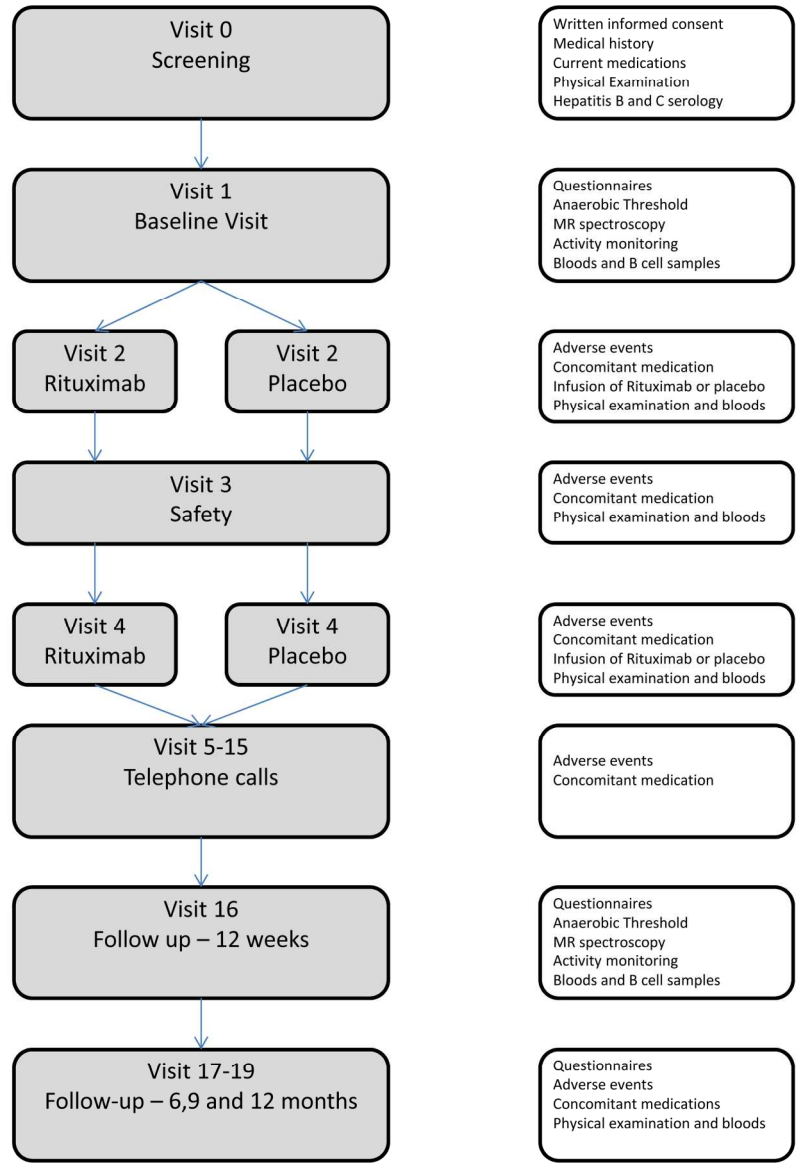 Visit 0
Screening
Written informed consent
Medical history
Current medications
Physical Examination
Hepatitis B and C serology
Visit 1
Baseline Visit
Questionnaires
Anaerobic Threshold
MR spectroscopy
Activity monitoring
Bloods and B cell samples
Visit 2
Rituximab
Visit 2
Placebo
Adverse events
Concomitant medication
Infusion of Rituximab or placebo
Physical examination and bloods
Visit 3
Safety
Adverse events
Concomitant medication
Physical examination and bloods
Visit 4
Rituximab
Visit 4
Placebo
Adverse events
Concomitant medication
Infusion of Rituximab or placebo
Physical examination and bloods
Visit 5-15
Telephone calls
Adverse events
Concomitant medication
Visit 16
Follow up – 12 weeks
Questionnaires
Anaerobic Threshold
MR spectroscopy
Activity monitoring
Bloods and B cell samples
Visit 17-19
Follow-up – 6,9 and 12 months
Questionnaires
Adverse events
Concomitant medications
Physical examination and bloods